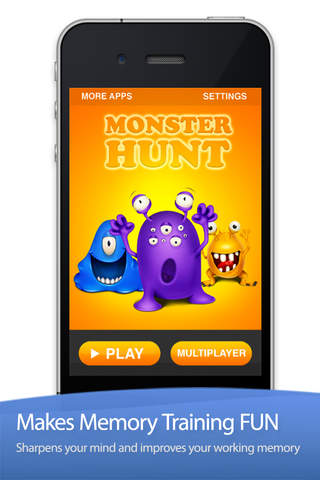 MORE APPS SETTINGS
MONSTER
HUNT
PLAY MULTIPLAYER
Makes Memory Training FUN
Sharpens your mind and improves your working memory